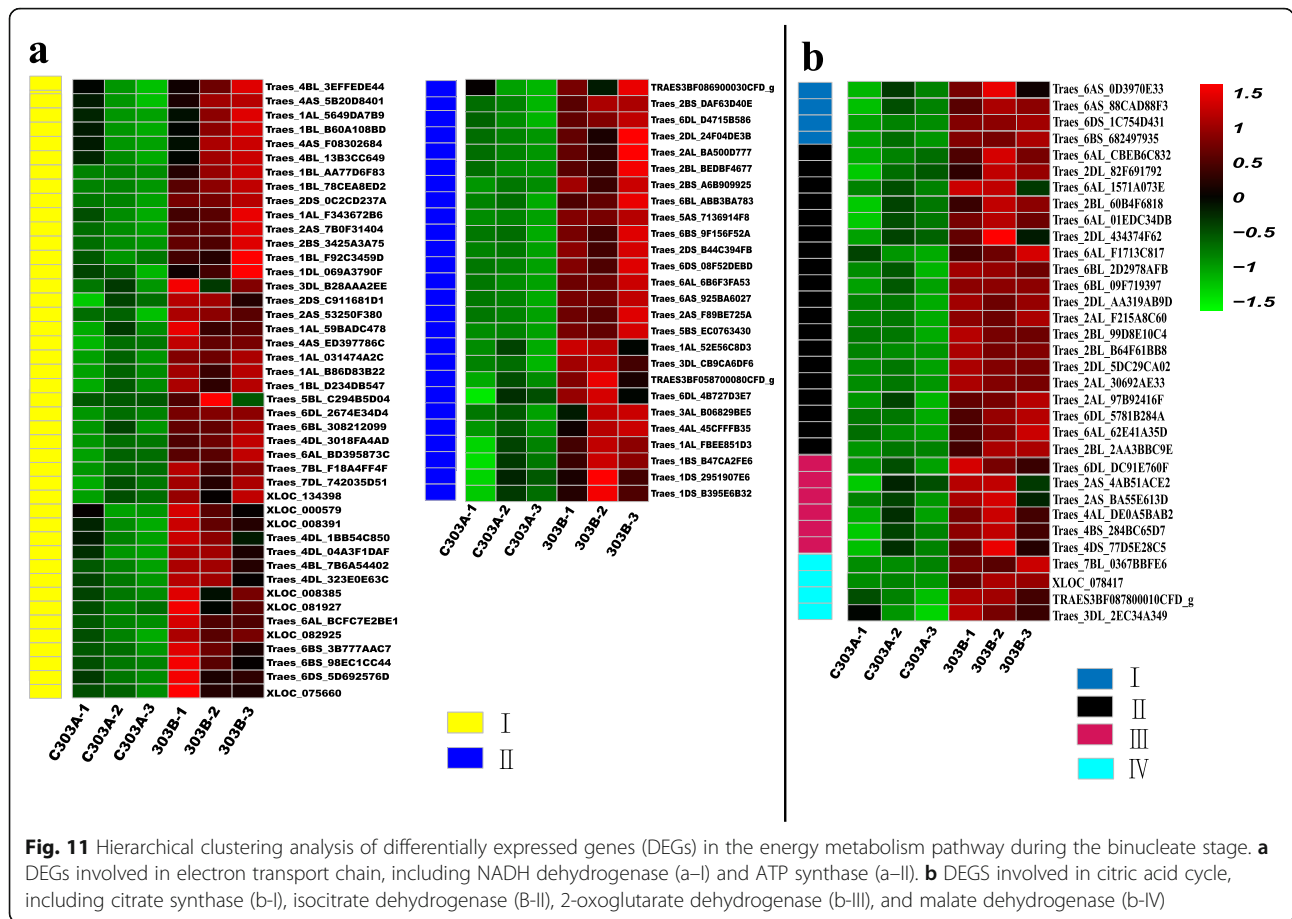 a
Traes_4BL_3EFFEDE44
Traes_4AS_5B20D8401
Traes_1AL_5649DA7B9
Traes_1BL_B60A108BD
Traes_4AS_F08302684
Traes_4BL_13B3CC649
Traes_1BL_AA77D6F83
Traes_1BL_78CEA8ED2
Traes_2DS_0C2CD237A
Traes_1AL_F343672B6
Traes_2AS_7B0F31404
Traes_2BS_3425A3A75
Traes_1BL_F92C3459D
Traes_1DL_069A3790F
Traes_3DL_B28AAA2EE
Traes_2DS_C911681D1
Traes_2AS_53250F380
Traes_1AL_59BADC478
Traes_4AS_ED397786C
Traes_1AL_031474A2C
Traes_1AL_B86D83B22
Traes_1BL_D234DB547
Traes_5BL_C294B5D04
Traes_6DL_2674E34D4
Traes_6BL_308212099
Traes_4DL_3018FA4AD
Traes_6AL_BD395873C
Traes_7BL_F18A4FF4F
Traes_7DL_742035D51
XLOC_134398
XLOC_000579
XLOC_008391
Traes_4DL_1BB54C850
Traes_4DL_04A3F1DAF
Traes_4BL_7B6A54402
Traes_4DL_323E0E63C
XLOC_008385
XLOC_081927
Traes_6AL_BCFC7E2BE1
XLOC_082925
Traes_6BS_3B777AAC7
Traes_6BS_98EC1CC44
Traes_6DS_5D692576D
XLOC_075660
C303A-1 C303A-2 C303A-3 303B-1 303B-2 303B-3
TRAES3BF086900030CFD_g
Traes_2BS_DAF63D40E
Traes_6DL_D4715B586
Traes_2DL_24F04DE3B
Traes_2AL_BA500D777
Traes_2BL_BEDBF4677
Traes_2BS_A6B909925
Traes_6BL_ABB3BA783
Traes_5AS_7136914F8
Traes_6BS_9F156F52A
Traes_2DS_B44C394FB
Traes_6DS_08F52DEBD
Traes_6AL_6B6F3FA53
Traes_6AS_925BA6027
Traes_2AS_F89BE725A
Traes_5BS_EC0763430
Traes_1AL_52E56C8D3
Traes_3DL_CB9CA6DF6
TRAES3BF058700080CFD_g
Traes_6DL_4B727D3E7
Traes_3AL_B06829BE5
Traes_4AL_45CFFFB35
Traes_1AL_FBEE851D3
Traes_1BS_B47CA2FE6
Traes_1DS_2951907E6
Traes_1DS_B395E6B32
C303A-1 C303A-2 C303A-3 303B-1 303B-2 303B-3
I
II
b
Traes_6AS_0D3970E33
Traes_6AS_88CAD88F3
Traes_6DS_1C754D431
Traes_6BS_682497935
Traes_6AL_CBEB6C832
Traes_2DL_82F691792
Traes_6AL_1571A073E
Traes_2BL_60B4F6818
Traes_6AL_01EDC34DB
Traes_2DL_434374F62
Traes_6AL_F1713C817
Traes_6BL_2D2978AFB
Traes_6BL_09F719397
Traes_2DL_AA319AB9D
Traes_2AL_F215A8C60
Traes_2BL_99D8E10C4
Traes_2BL_B64F61BB8
Traes_2DL_5DC29CA02
Traes_2AL_30692AE33
Traes_2AL_97B92416F
Traes_6DL_5781B284A
Traes_6AL_62E41A35D
Traes_2BL_2AA3BBC9E
Traes_6DL_DC91E760F
Traes_2AS_4AB51ACE2
Traes_2AS_BA55E613D
Traes_4AL_DE0A5BAB2
Traes_4BS_284BC65D7
Traes_4DS_77D5E28C5
Traes_7BL_0367BBFE6
XLOC_078417
TRAES3BF087800010CFD_g
Traes_3DL_2EC34A349
C303A-1 C303A-2 C303A-3 303B-1 303B-2 303B-3
1.5
1
0.5
0
-0.5
-1
-1.5
I
II
III
IV
Fig. 11 Hierarchical clustering analysis of differentially expressed genes (DEGs) in the energy metabolism pathway during the binucleate stage. a
DEGs involved in electron transport chain, including NADH dehydrogenase (a–I) and ATP synthase (a–II). b DEGS involved in citric acid cycle,
including citrate synthase (b-I), isocitrate dehydrogenase (B-II), 2-oxoglutarate dehydrogenase (b-III), and malate dehydrogenase (b-IV)